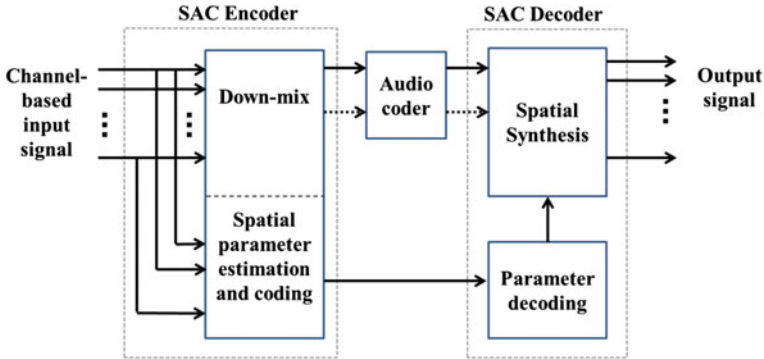 SAC Encoder
SAC Decoder
Channel-
based
input
signal
Down-mix
Audio
coder
Spatial
Synthesis
Output
signal
Spatial
parameter
estimation
and coding
Parameter
decoding